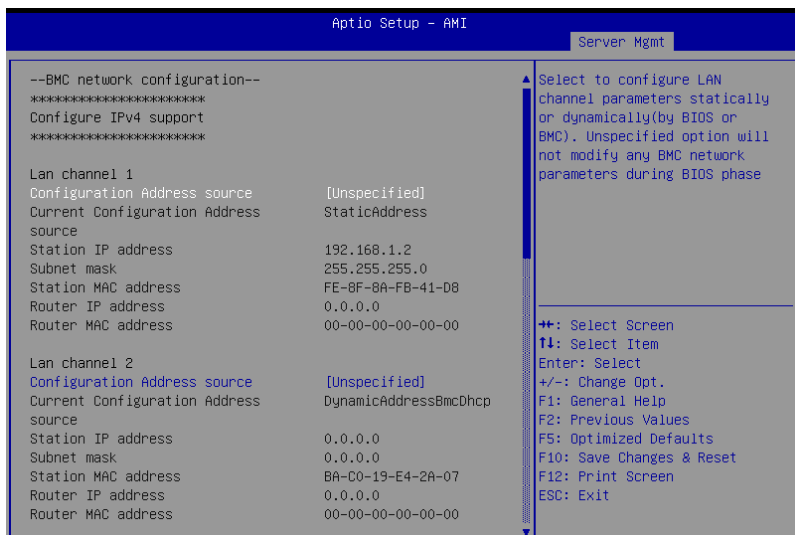 Aptio Setup – AMI
Server Mgmt
--BMC network configuration--
***********************
Configure IPv4 support
***********************
Lan channel 1
Configuration Address source [Unspecified]
Current Configuration Address StaticAddress
source
Station IP address 192.168.1.2
Subnet mask 255.255.255.0
Station MAC address FE-8F-8A-FB-41-D8
Router IP address 0.0.0.0
Router MAC address 00-00-00-00-00-00
Lan channel 2
Configuration Address source [Unspecified]
Current Configuration Address DynamicAddressBmcDhcp
source
Station IP address 0.0.0.0
Subnet mask 0.0.0.0
Station MAC address BA-C0-19-E4-2A-07
Router IP address 0.0.0.0
Router MAC address 00-00-00-00-00-00
Select to configure LAN
channel parameters statically
or dynamically(by BIOS or
BMC). Unspecified option will
not modify any BMC network
parameters during BIOS phase
→←: Select Screen
↑↓: Select Item
Enter: Select
+/-: Change Opt.
F1: General Help
F2: Previous Values
F5: Optimized Defaults
F10: Save Changes & Reset
F12: Print Screen
ESC: Exit